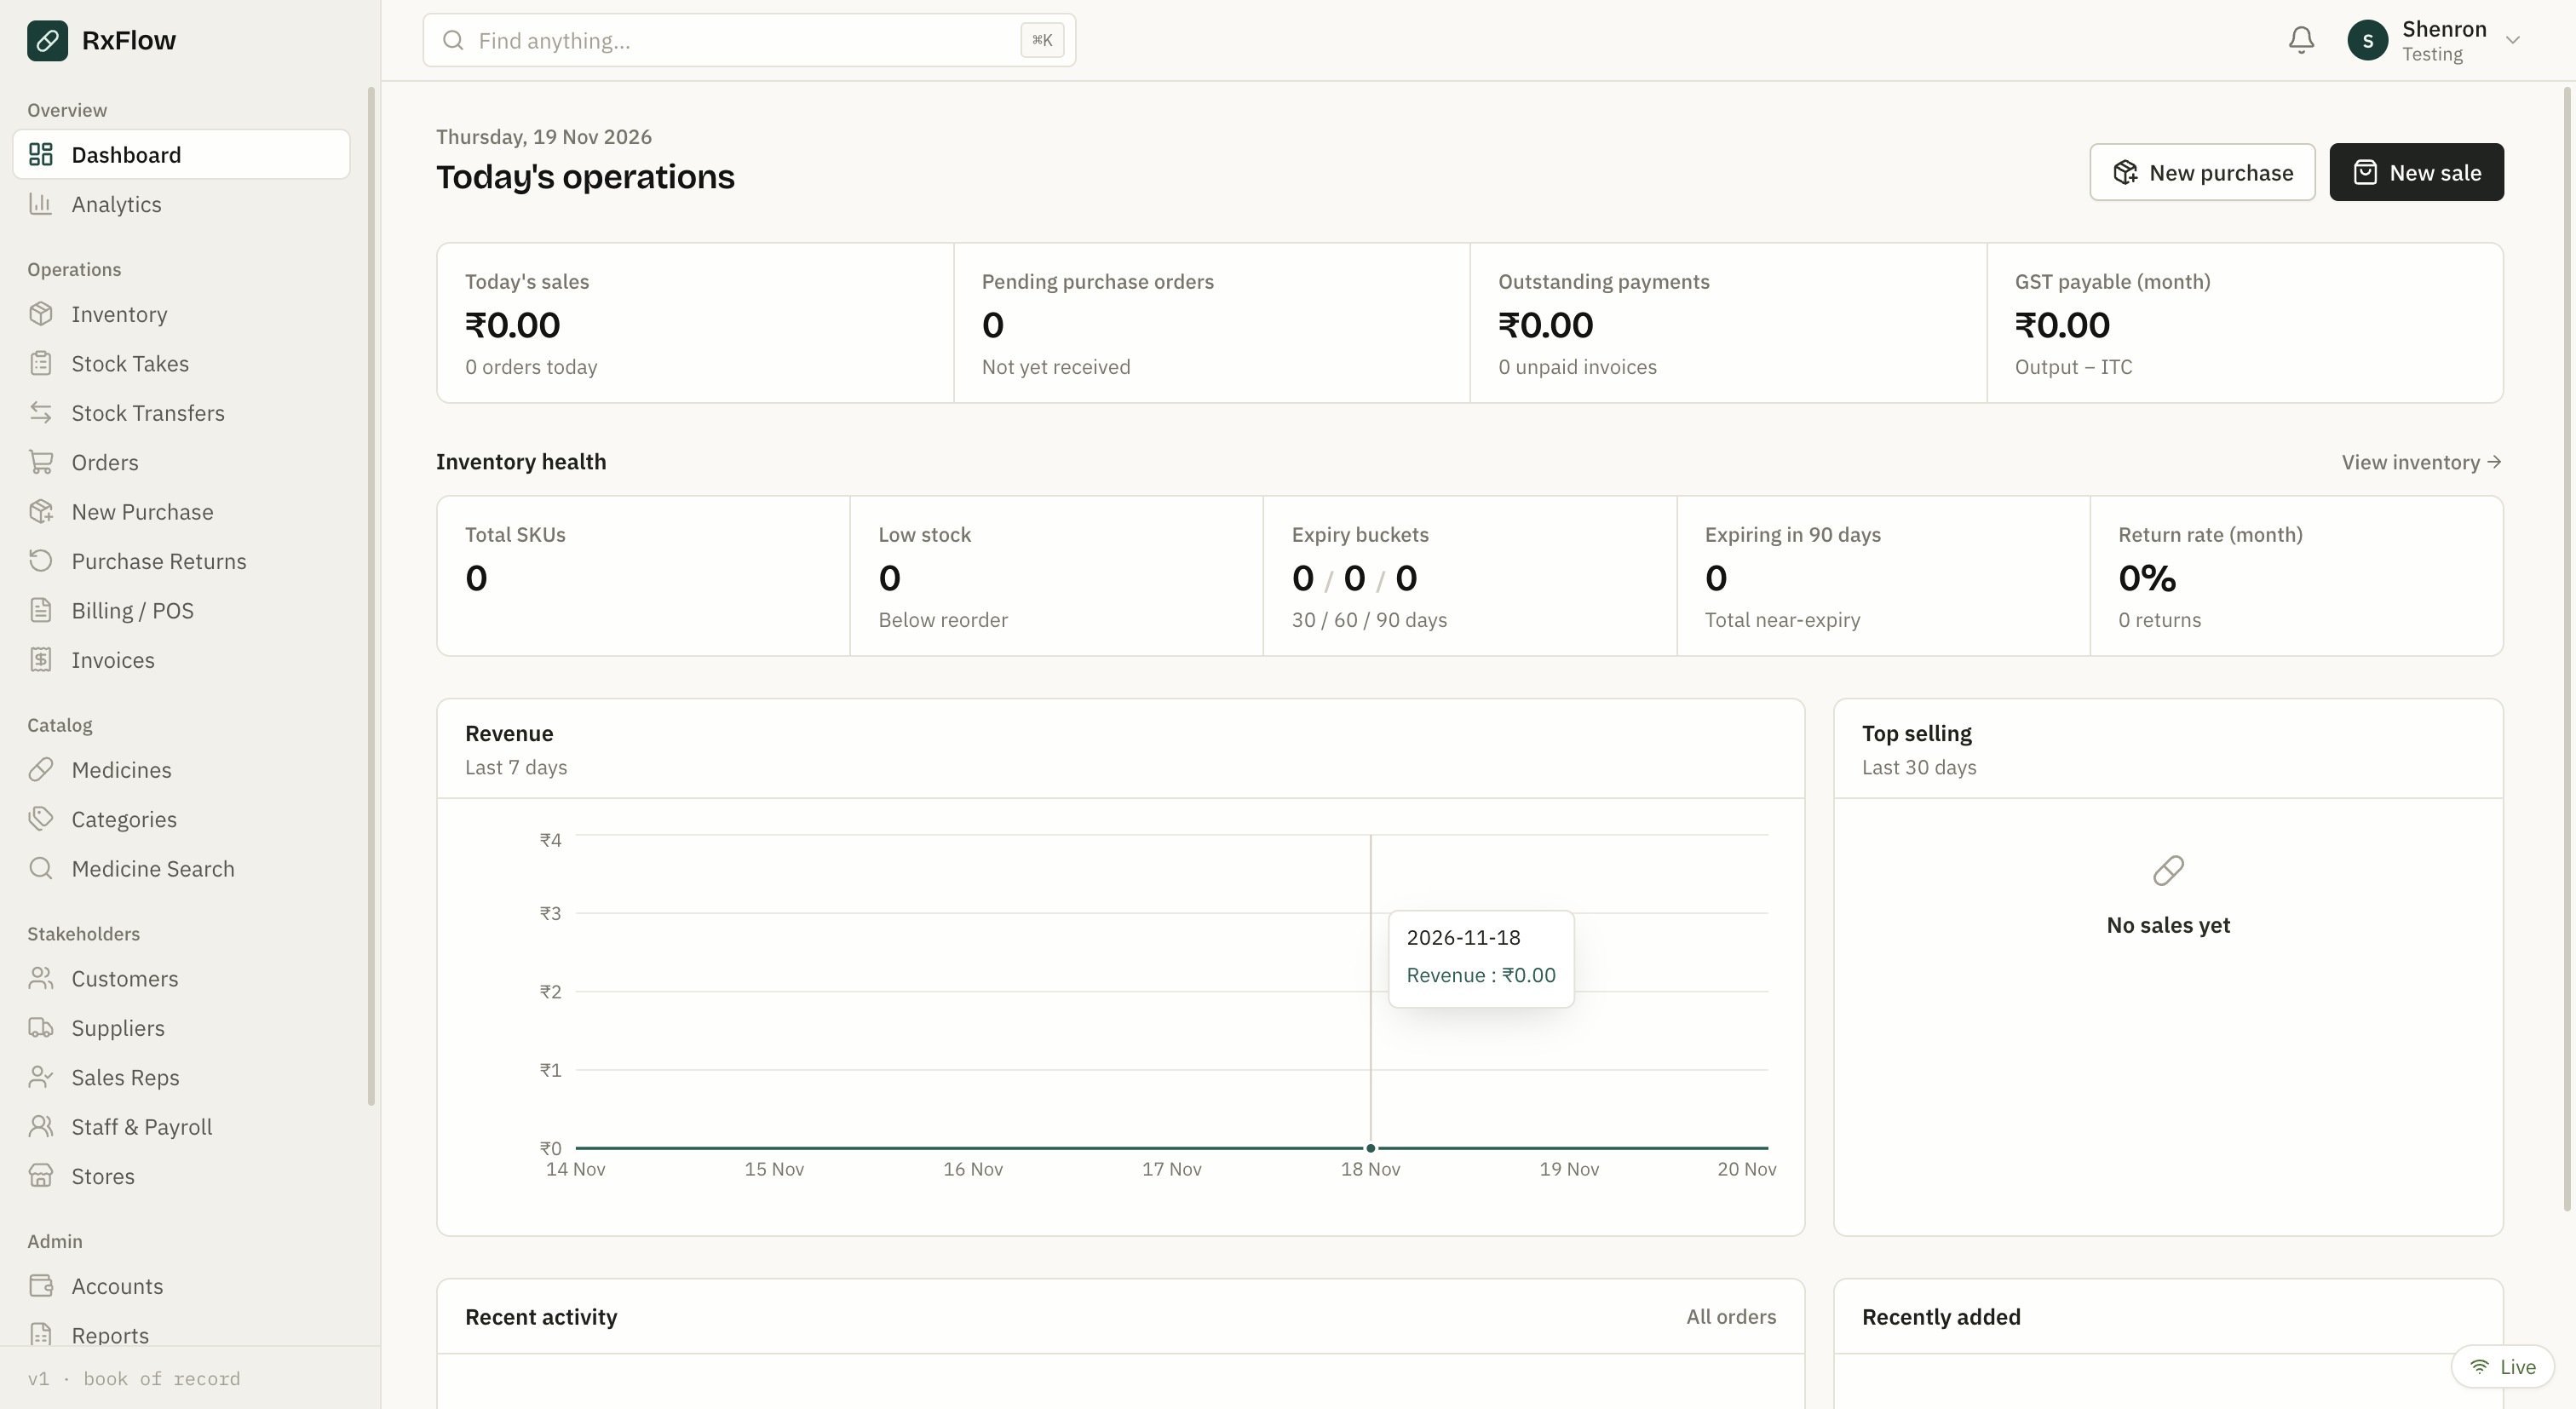 RxFlow
Overview
Dashboard
Analytics
Operations
Inventory
Stock Takes
Stock Transfers
Orders
New Purchase
Purchase Returns
Billing / POS
Invoices
Catalog
Medicines
Categories
Medicine Search
Stakeholders
Customers
Suppliers
Sales Reps
Staff & Payroll
Stores
Admin
Accounts
Reports
v1 · book of record
Find anything...
⌘K
S
Shenron
Testing
Thursday, 19 Nov 2026
Today's operations
New purchase
New sale
Today's sales
₹0.00
0 orders today
Pending purchase orders
0
Not yet received
Outstanding payments
₹0.00
0 unpaid invoices
GST payable (month)
₹0.00
Output – ITC
Inventory health
View inventory →
Total SKUs
0
Low stock
0
Below reorder
Expiry buckets
0 / 0 / 0
30 / 60 / 90 days
Expiring in 90 days
0
Total near-expiry
Return rate (month)
0%
0 returns
Revenue
Last 7 days
₹4
₹3
₹2
₹1
₹0
14 Nov
15 Nov
16 Nov
17 Nov
18 Nov
19 Nov
20 Nov
2026-11-18
Revenue : ₹0.00
Top selling
Last 30 days
No sales yet
Recent activity
All orders
Recently added
Live